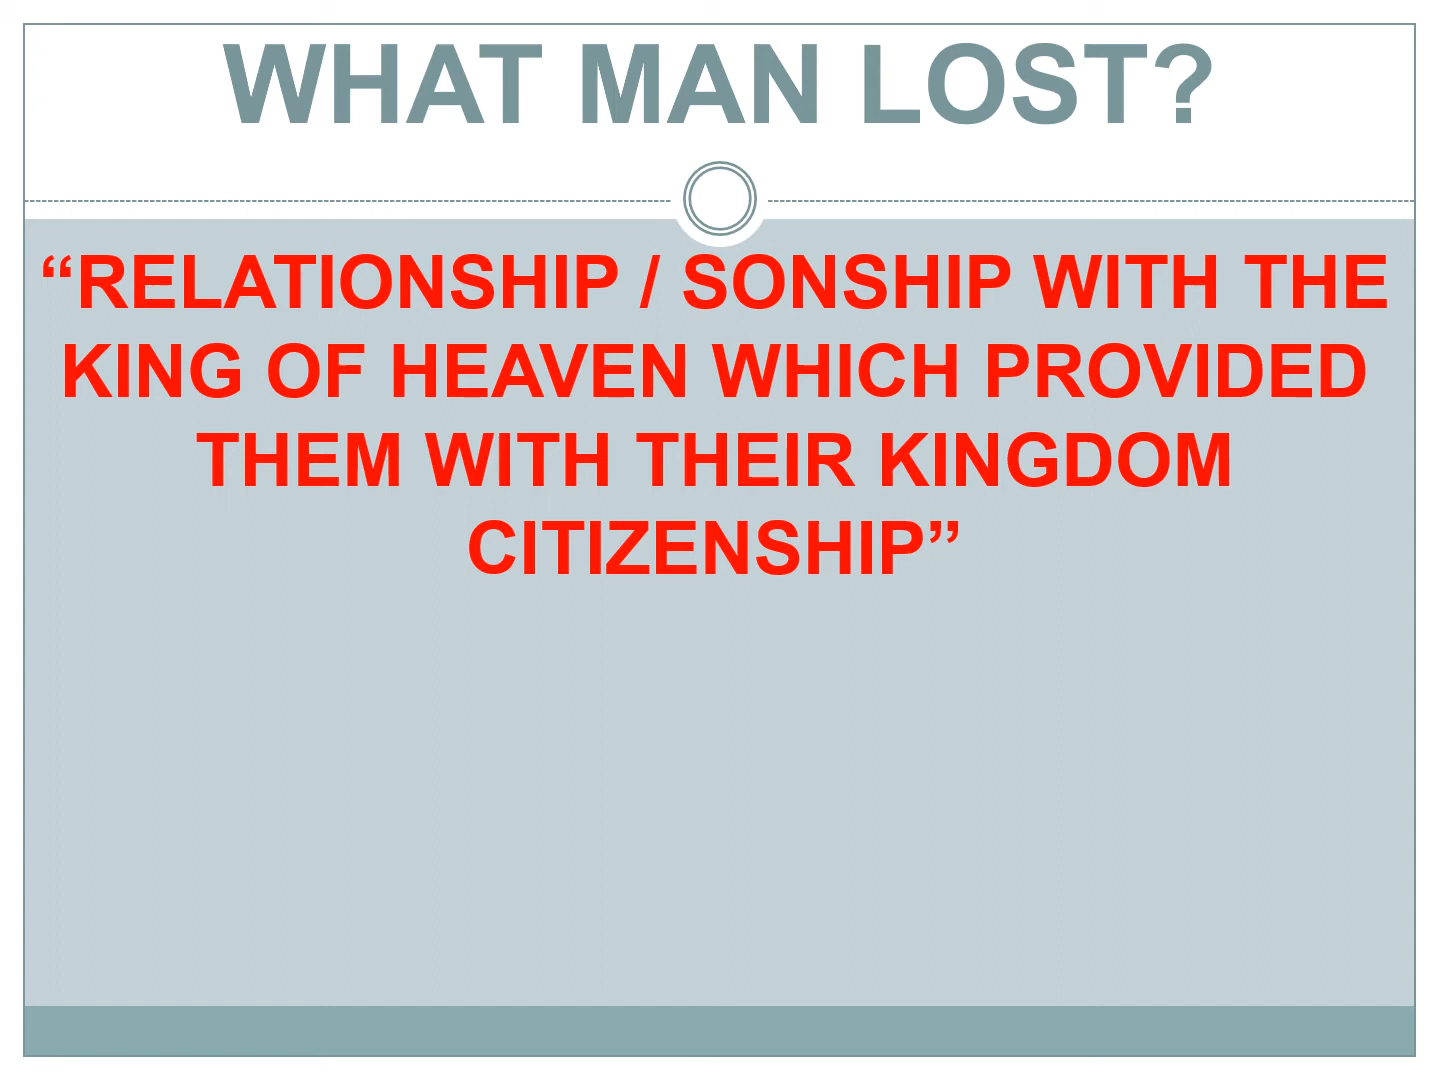 WHAT MAN LOST?
“RELATIONSHIP / SONSHIP WITH THE
KING OF HEAVEN WHICH PROVIDED
THEM WITH THEIR KINGDOM
CITIZENSHIP”